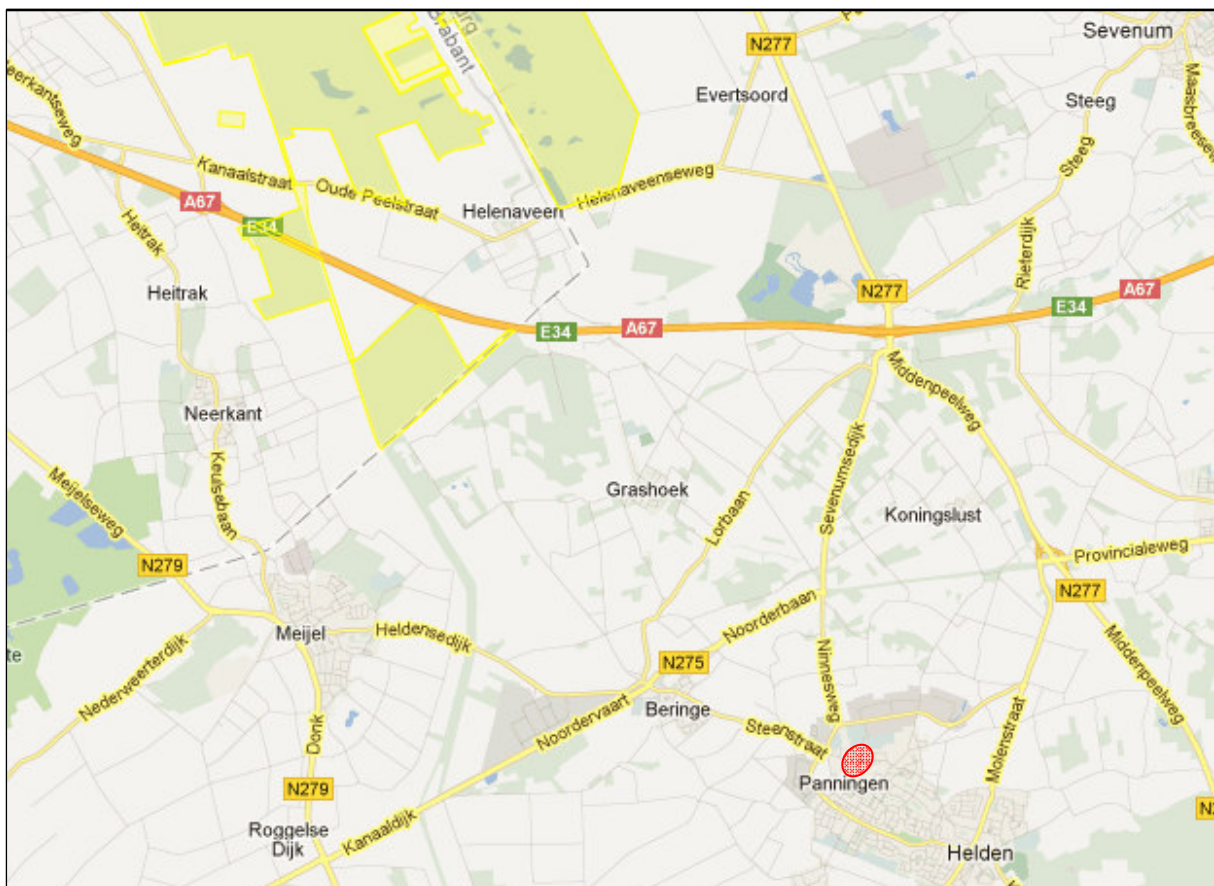 N277
Sevenum
Brabant
Evertsoord
Steeg
Kanaalstraat
Oude Peelstraat
Helenaveen
Helenaveenseweg
Steeg
A67
E34
Heitrak
Rieterdijk
Heitrak
N277
A67
E34
E34
A67
Middenpeelweg
Neerkant
Keulsebaan
Meijelseweg
Grashoek
Lorbaan
Sevenumsedijk
Koningslust
N279
Provincialeweg
N277
Noorderbaan
Meijel
Heldensedijk
N275
Ninnesweg
Middenpeelweg
Nederweerterdijk
Donk
Noordervaart
Beringe
Steenstraat
Molenstraat
Panningen
N279
Roggelse
Dijk
Kanaaldijk
Helden